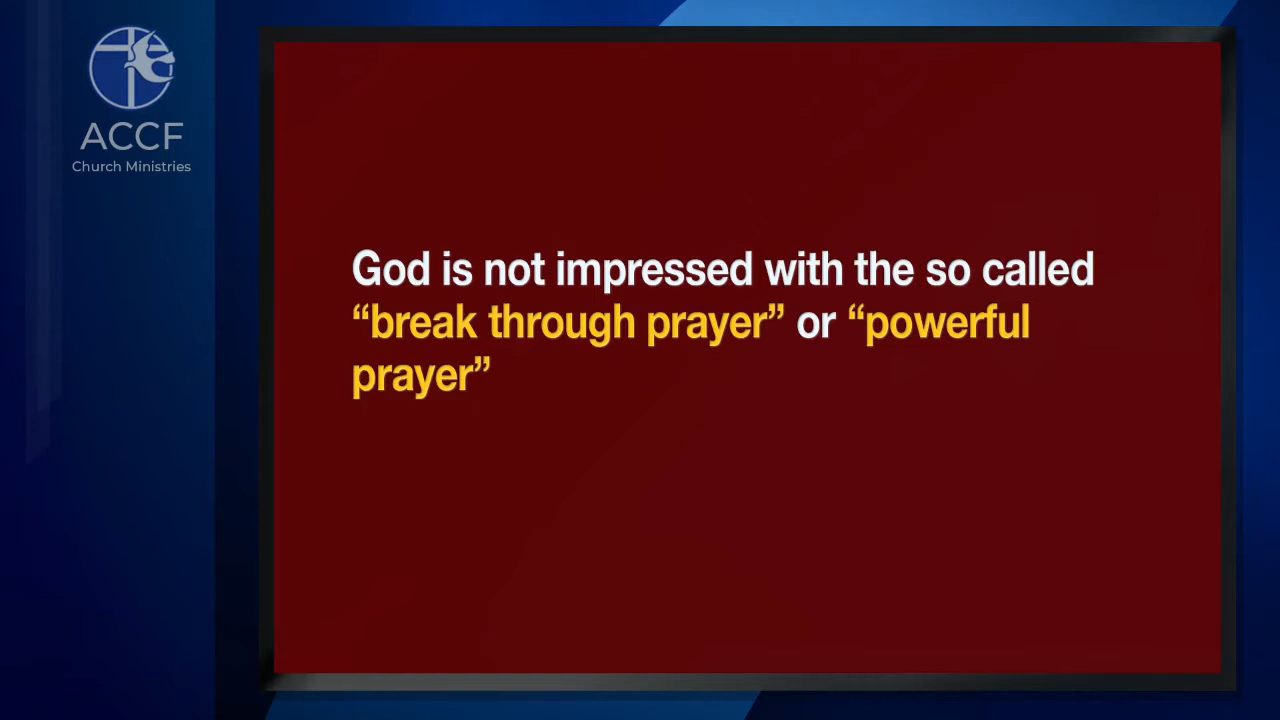 ACCF
Church Ministries
God is not impressed with the so called
“break through prayer” or “powerful
prayer”